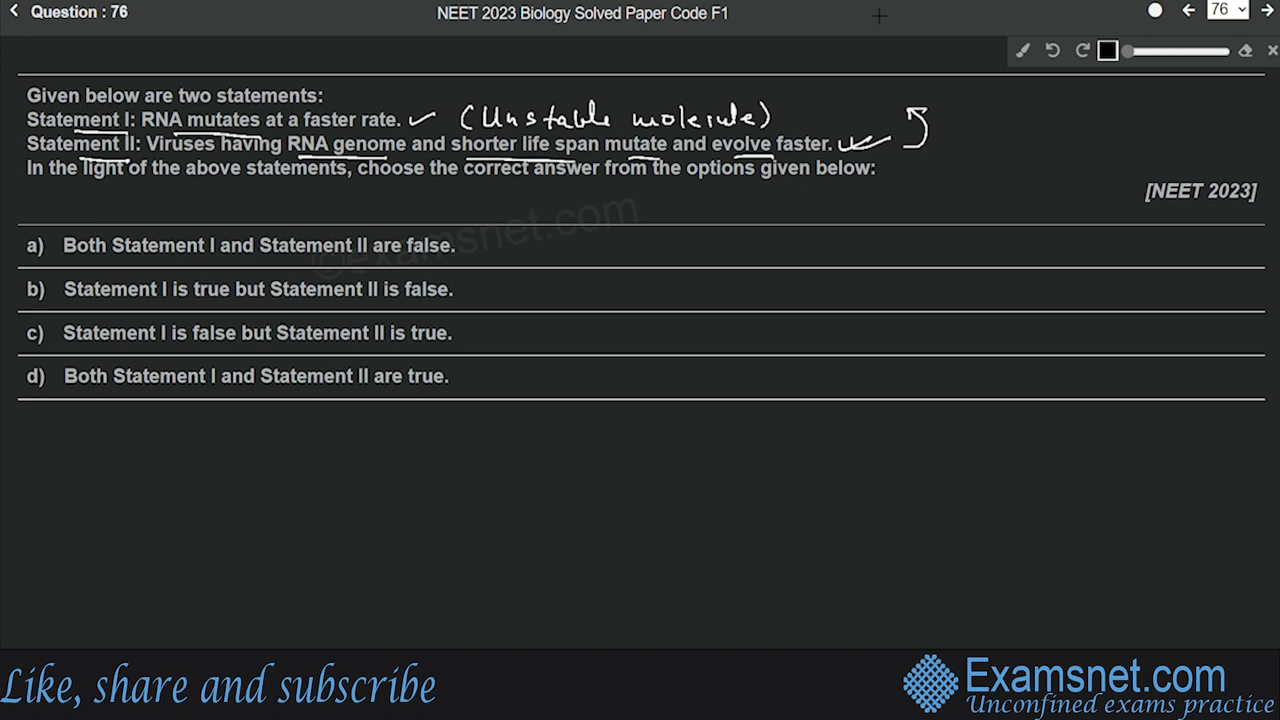 Question : 76
NEET 2023 Biology Solved Paper Code F1
76
Given below are two statements:
Statement I: RNA mutates at a faster rate. (Unstable molecule)
Statement II: Viruses having RNA genome and shorter life span mutate and evolve faster.
In the light of the above statements, choose the correct answer from the options given below:
[NEET 2023]
©examsnet.com
a) Both Statement I and Statement II are false.
b) Statement I is true but Statement II is false.
c) Statement I is false but Statement II is true.
d) Both Statement I and Statement II are true.
Like, share and subscribe
Examsnet.com
Unconfined exams practice